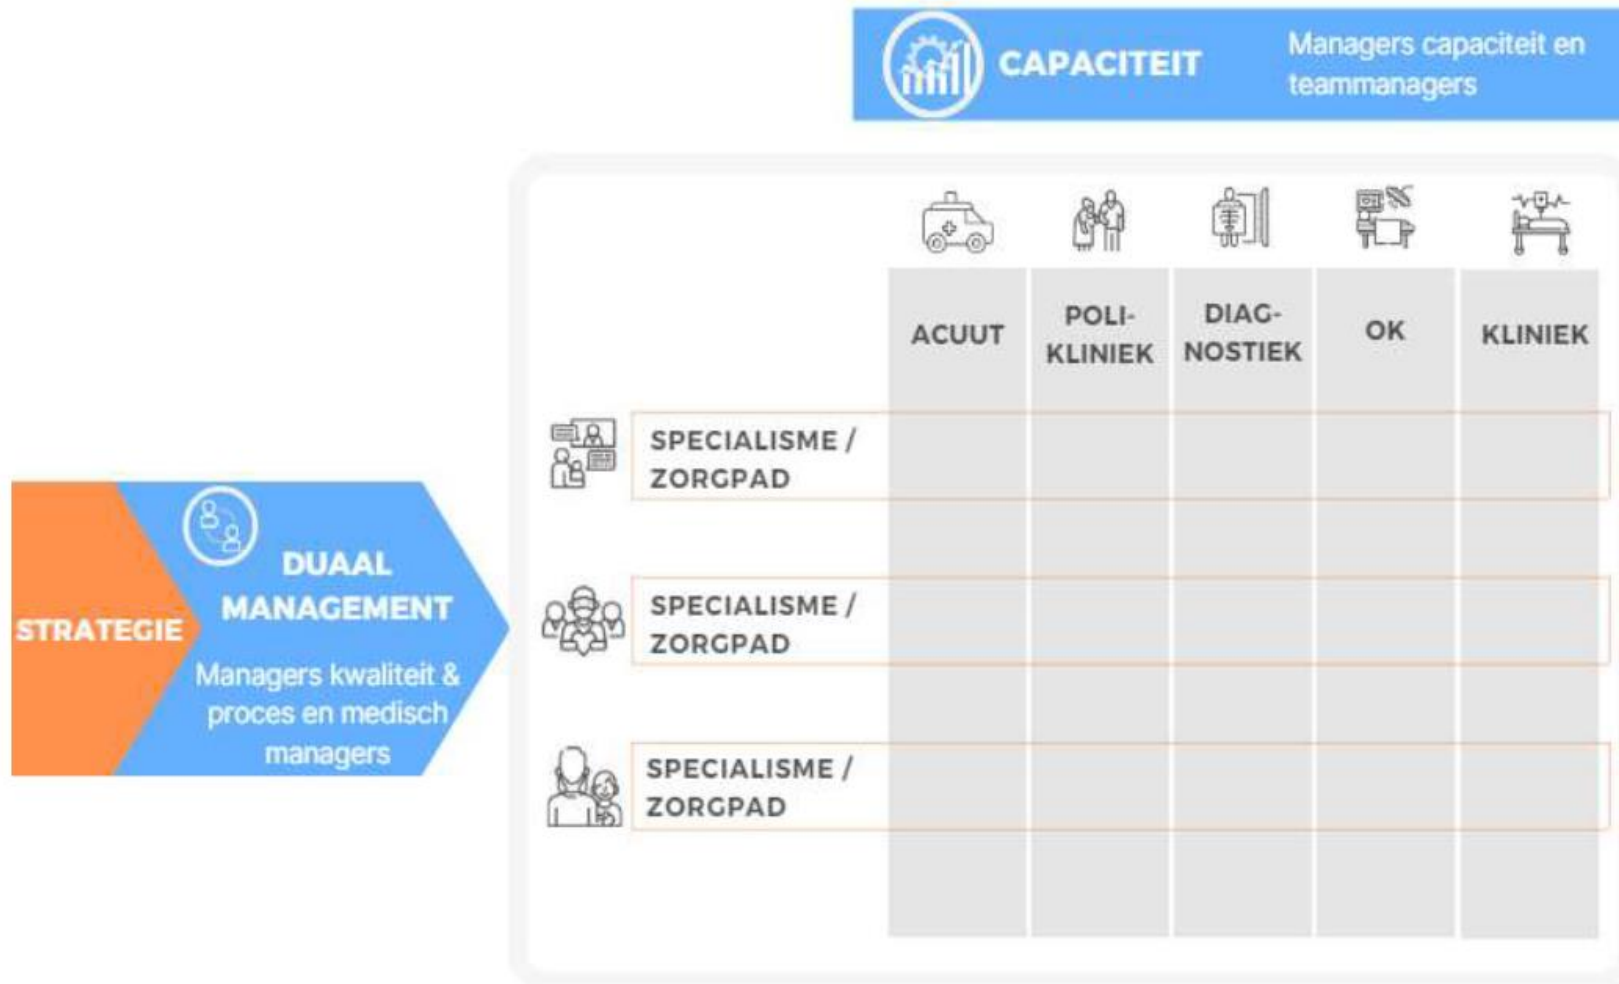 CAPACITEIT
Managers capaciteit en
teammanagers
ACUUT
POLI-
KLINIEK
DIAG-
NOSTIEK
OK
KLINIEK
SPECIALISME /
ZORGPAD
SPECIALISME /
ZORGPAD
SPECIALISME /
ZORGPAD
STRATEGIE
DUAAL
MANAGEMENT
Managers kwaliteit &
proces en medisch
managers